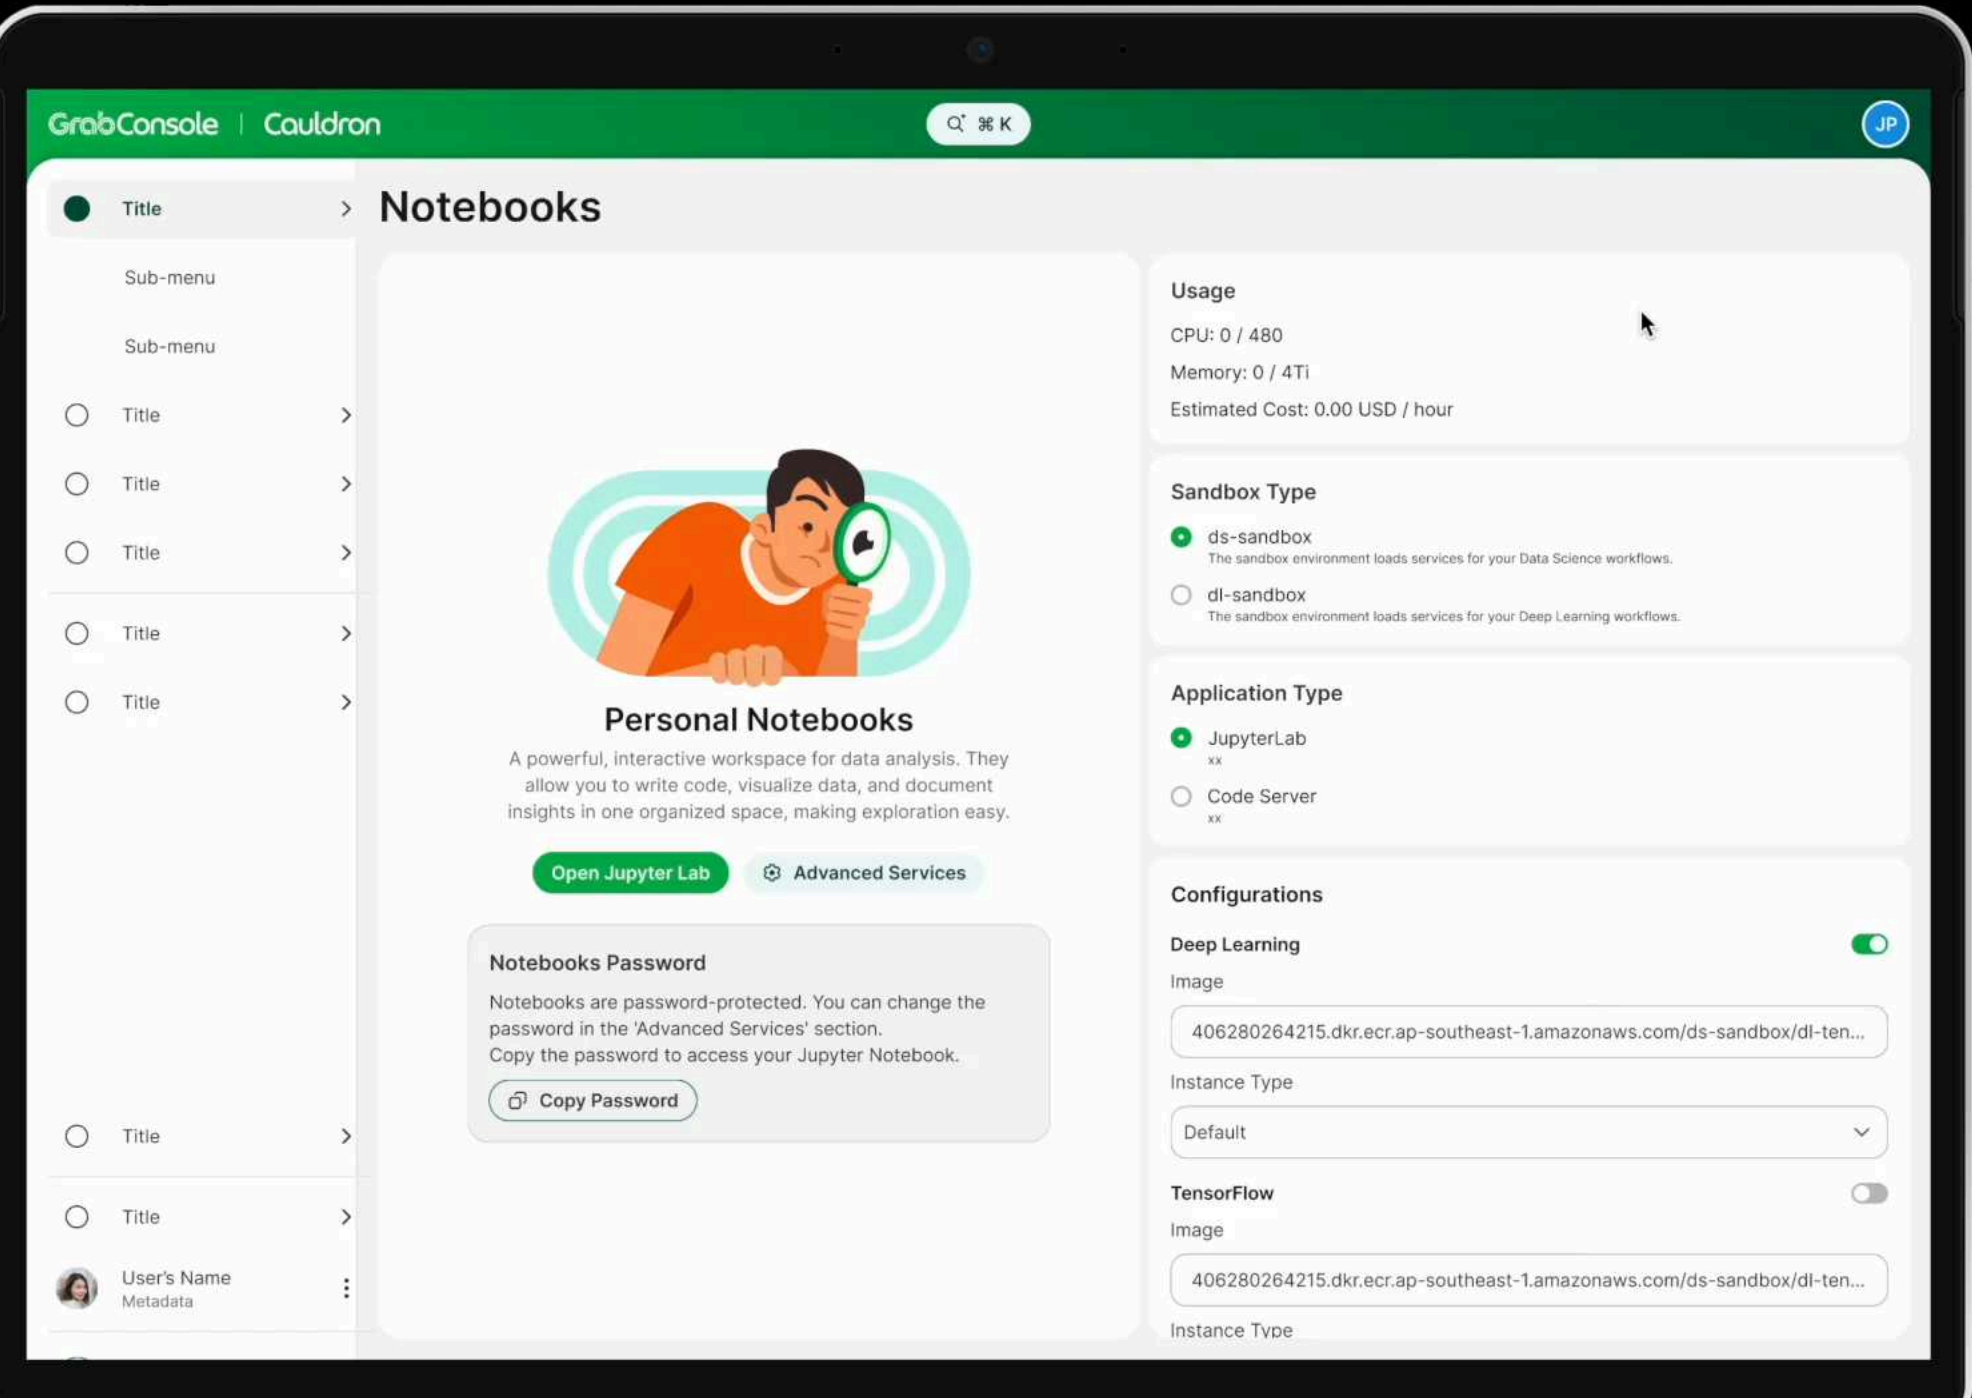 GrabConsole | Cauldron
⌘ K
JP
Title
Sub-menu
Sub-menu
Title
Title
Title
Title
Title
Title
Title
User's Name
Metadata
Notebooks
Personal Notebooks
A powerful, interactive workspace for data analysis. They
allow you to write code, visualize data, and document
insights in one organized space, making exploration easy.
Open Jupyter Lab
Advanced Services
Notebooks Password
Notebooks are password-protected. You can change the
password in the 'Advanced Services' section.
Copy the password to access your Jupyter Notebook.
Copy Password
Usage
CPU: 0 / 480
Memory: 0 / 4Ti
Estimated Cost: 0.00 USD / hour
Sandbox Type
ds-sandbox
The sandbox environment loads services for your Data Science workflows.
dl-sandbox
The sandbox environment loads services for your Deep Learning workflows.
Application Type
JupyterLab
xx
Code Server
xx
Configurations
Deep Learning
Image
406280264215.dkr.ecr.ap-southeast-1.amazonaws.com/ds-sandbox/dl-ten...
Instance Type
Default
TensorFlow
Image
406280264215.dkr.ecr.ap-southeast-1.amazonaws.com/ds-sandbox/dl-ten...
Instance Type